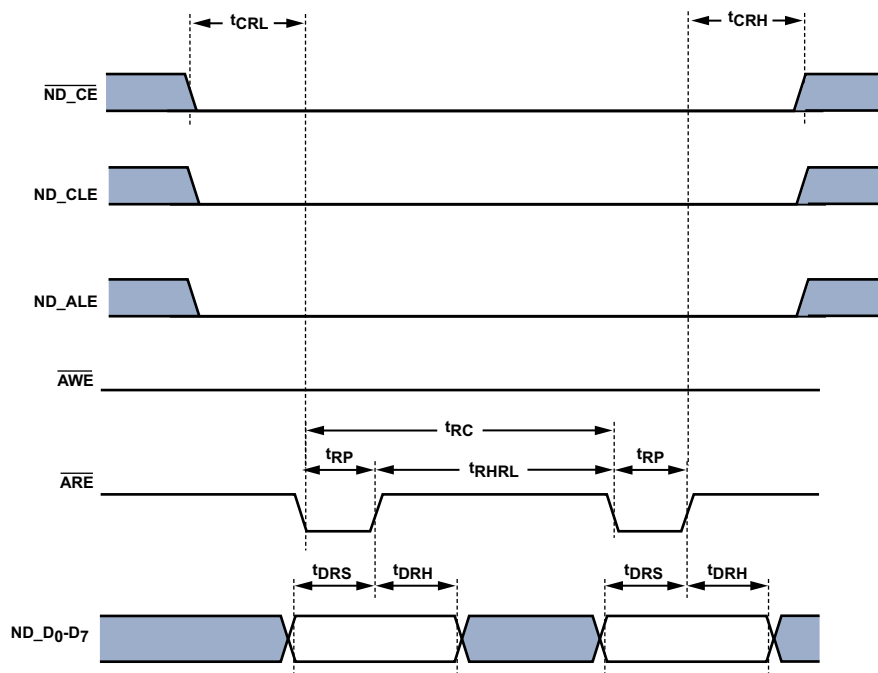 tCRL
tCRH
ND_CE
ND_CLE
ND_ALE
AWE
tRC
tRP
tRHRL
tRP
ARE
tDRS
tDRH
tDRS
tDRH
ND_D0-D7